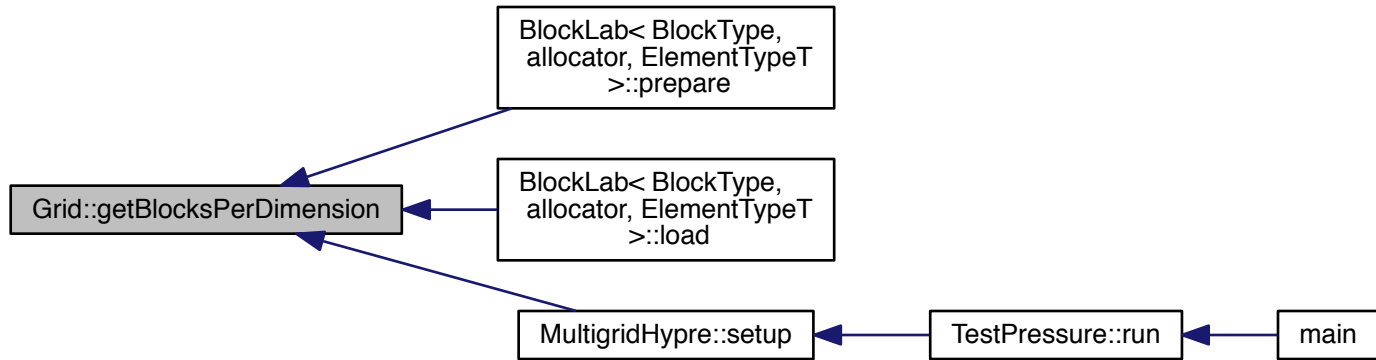 BlockLab< BlockType,
allocator, ElementTypeT
>::prepare
Grid::getBlocksPerDimension
BlockLab< BlockType,
allocator, ElementTypeT
>::load
MultigridHypre::setup
TestPressure::run
main